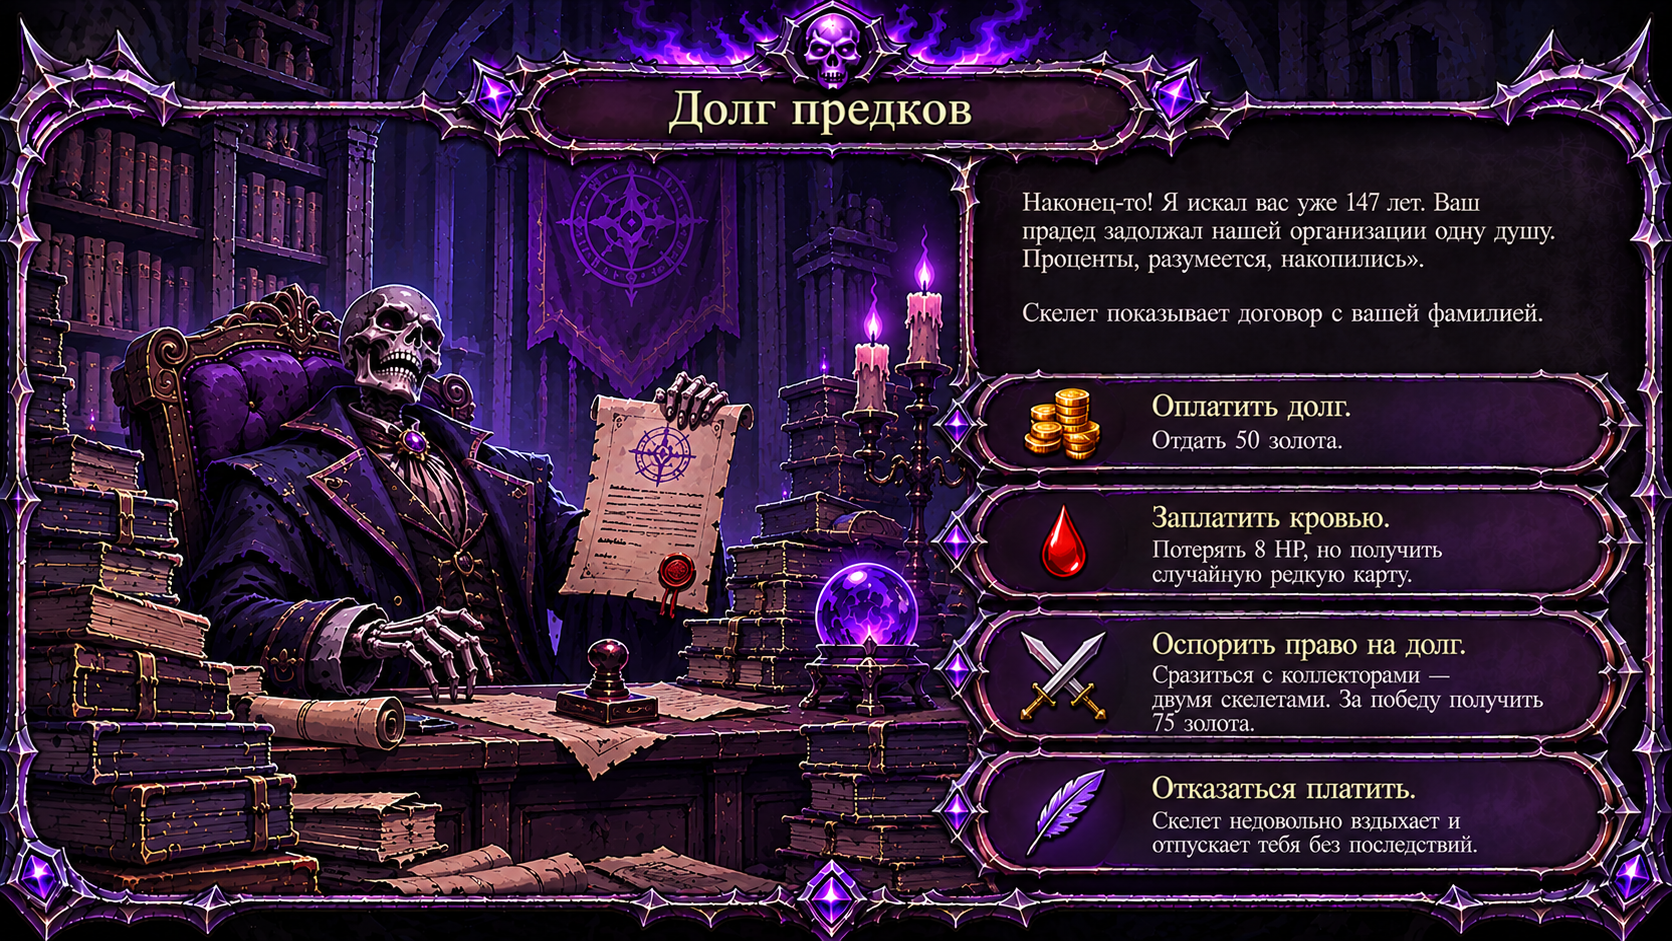 Долг предков
Наконец-то! Я искал вас уже 147 лет. Ваш
прадед задолжал нашей организации одну душу.
Проценты, разумеется, накопились».
Скелет показывает договор с вашей фамилией.
Оплатить долг.
Отдать 50 золота.
Заплатить кровью.
Потерять 8 HP, но получить
случайную редкую карту.
Оспорить право на долг.
Сразиться с коллекторами —
двумя скелетами. За победу получить
75 золота.
Отказаться платить.
Скелет недовольно вздыхает и
отпускает тебя без последствий.